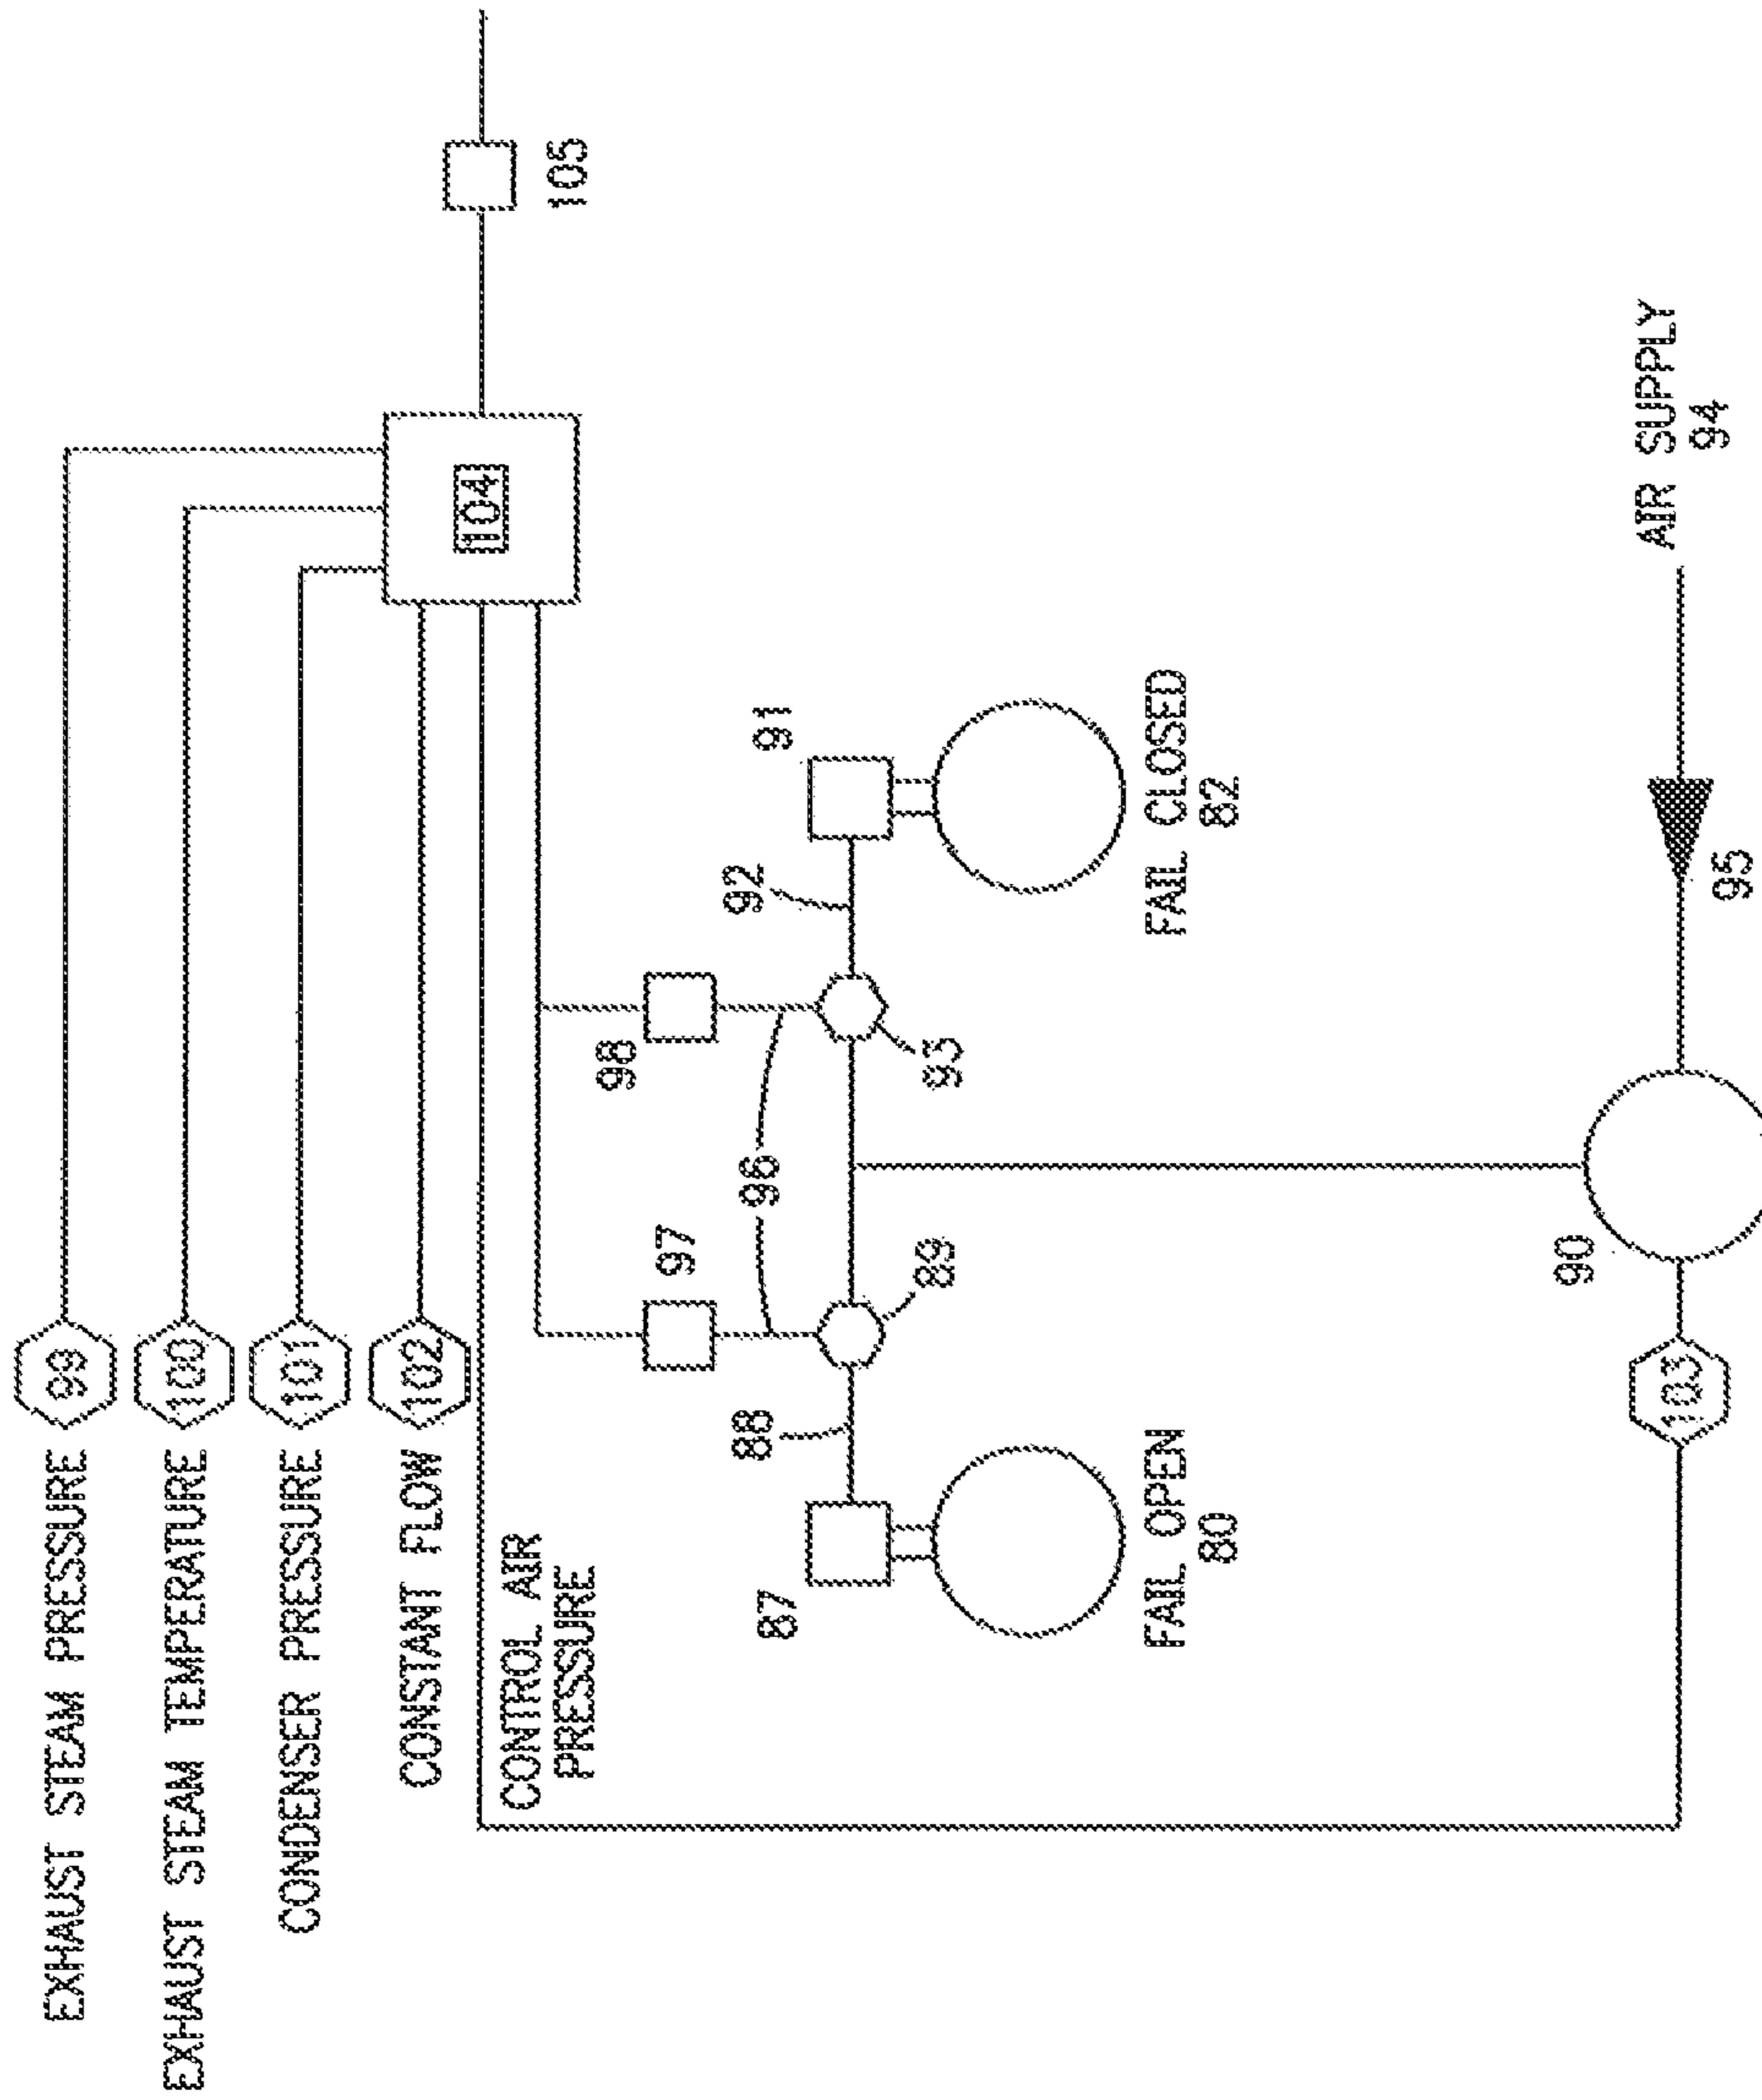 EXHAUST STEAM PRESSURE 99
EXHAUST STEAM TEMPERATURE 100
CONDENSER PRESSURE 101
CONSTANT FLOW 102
CONTROL AIR
PRESSURE
104
105
97
98
96
87
88
89
93
92
91
FAIL OPEN
80
FAIL CLOSED
82
103
90
95
AIR SUPPLY
94